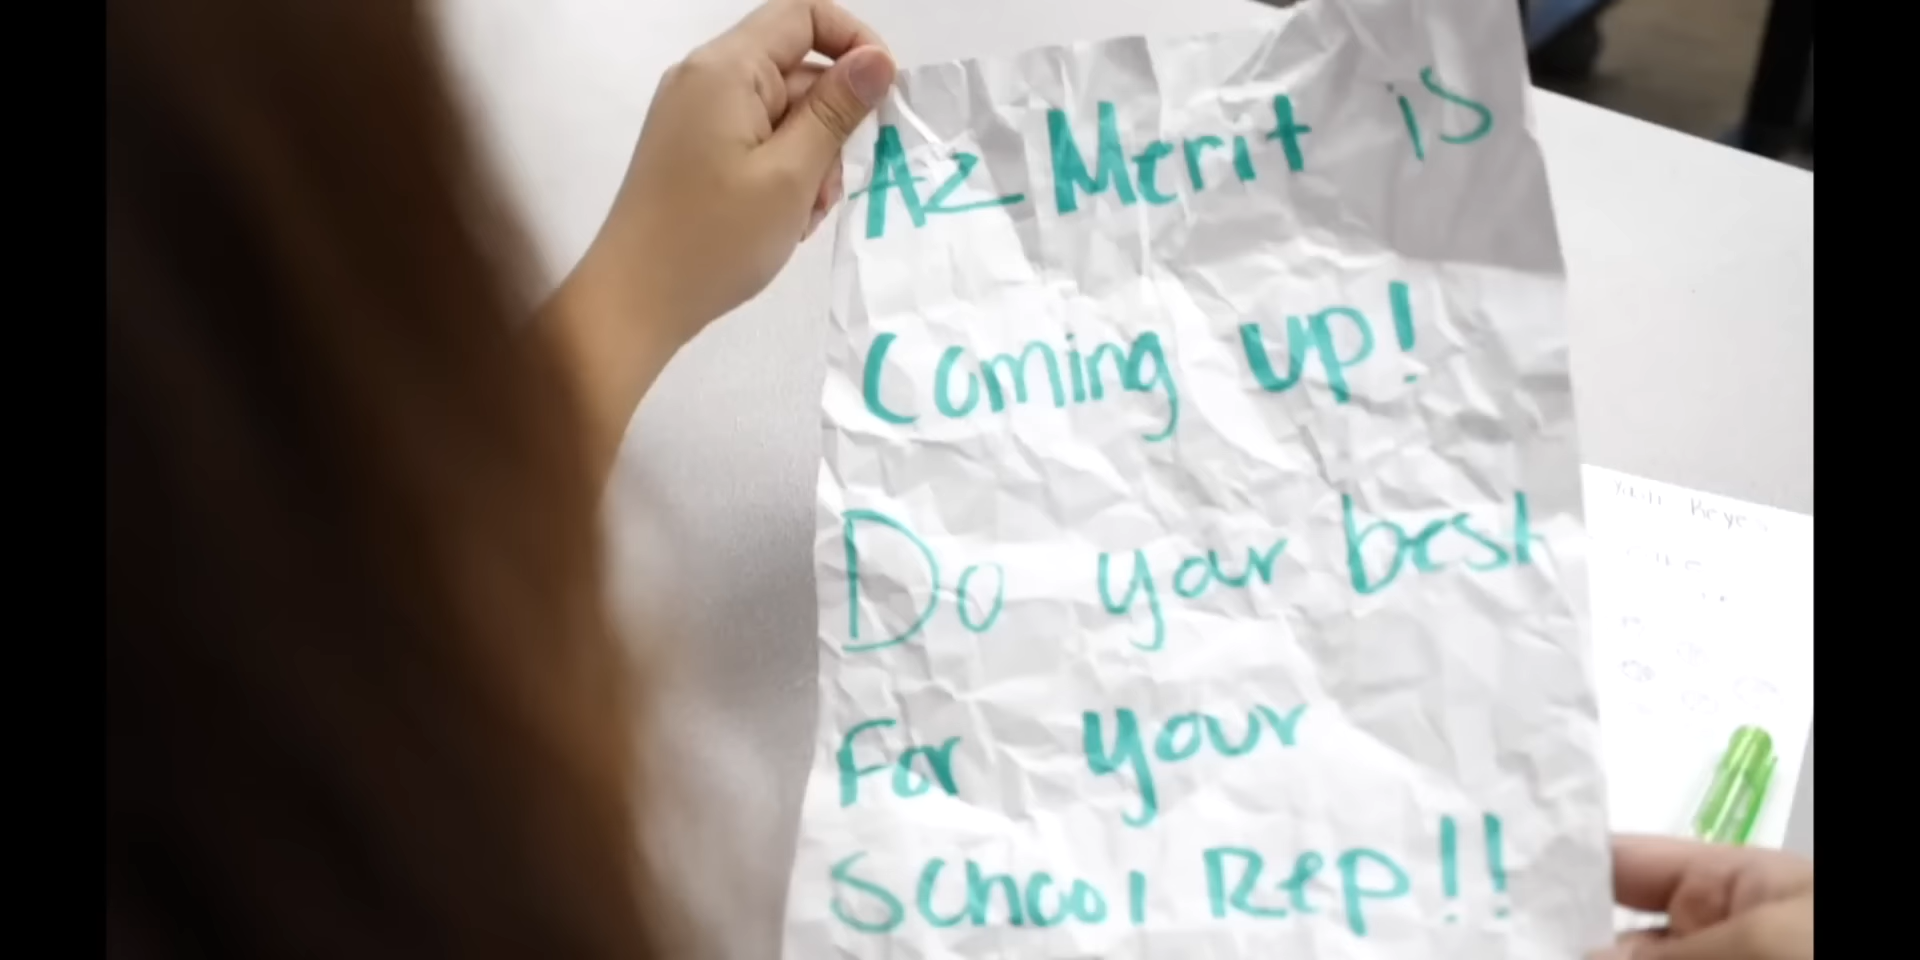 Az Merit is
Coming up!
Do your best
For your
School Rep!!